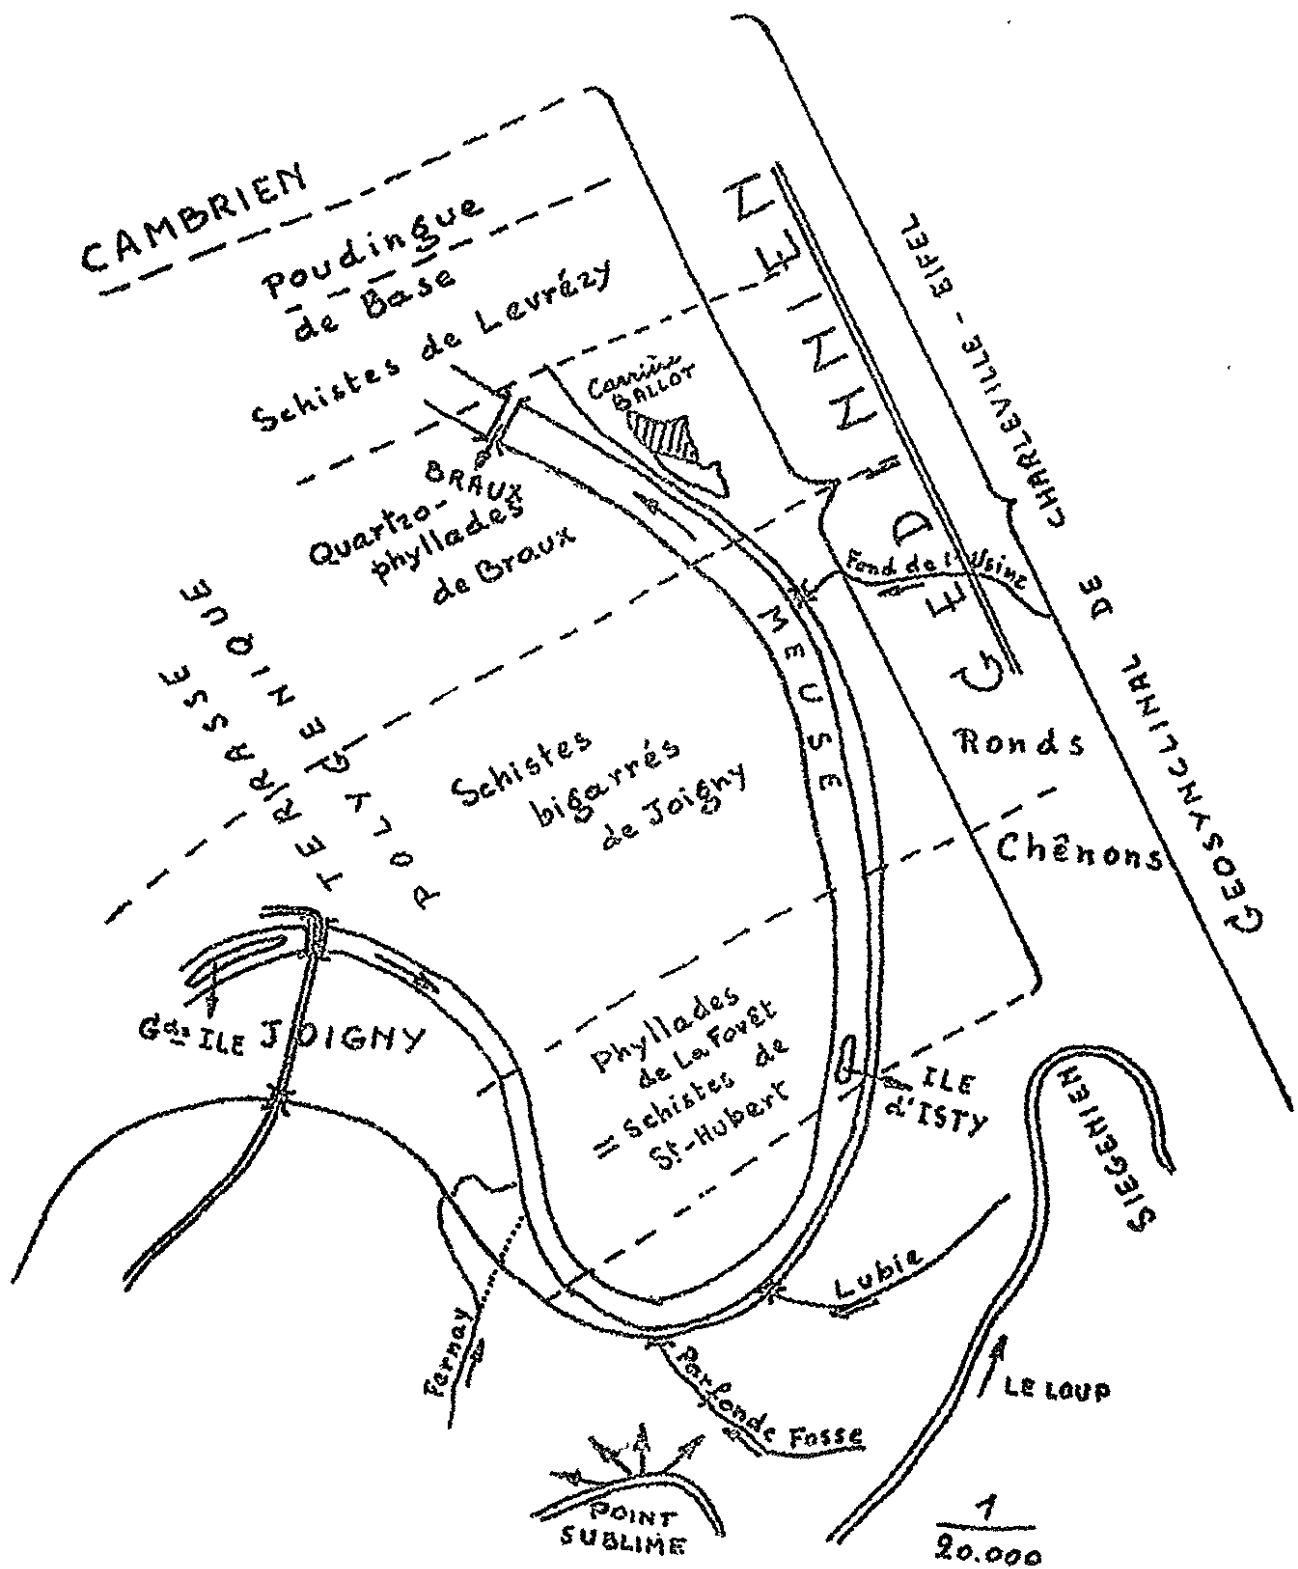 CAMBRIEN
Poudingue
de Base
Schistes de Levrézy
Carrière
BALLOT
BRAUX
Quartzo-
phyllades
de Braux
GEDINNIEN
GEOSYNCLINAL DE CHARLEVILLE - EIFEL
Fond de l'Usine
MEUSE
TERRASSE
POLYGENIQUE
Schistes
bigarrés
de Joigny
Ronds
Chênons
Gde ILE JOIGNY
Phyllades
de La Forêt
= Schistes de
St-Hubert
ILE
d'ISTY
SIEGENIEN
Lubie
Fernay
Parfonde Fosse
LE LOUP
POINT
SUBLIME
1
20.000